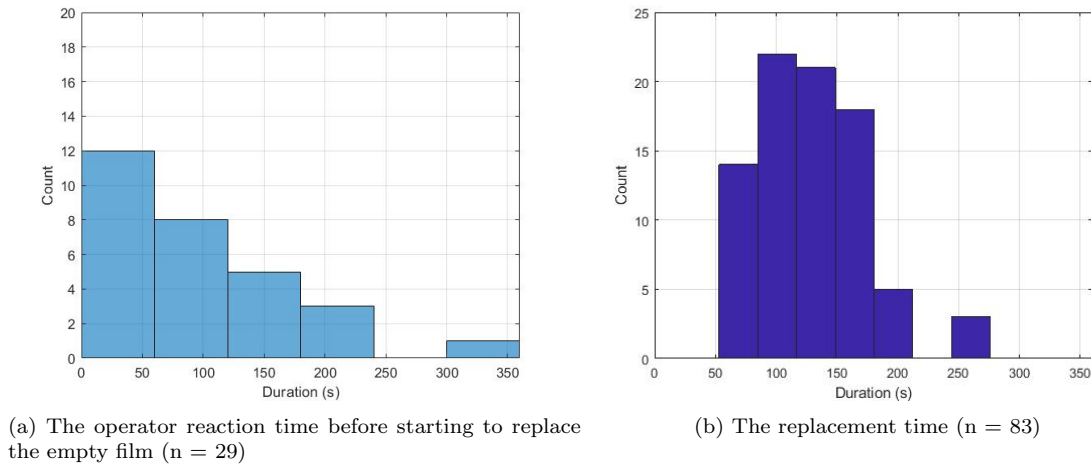 20
18
16
14
12
10
8
6
4
2
0
Count
0 50 100 150 200 250 300 350
Duration (s)
(a) The operator reaction time before starting to replace
the empty film (n = 29)
25
20
15
10
5
0
Count
0 50 100 150 200 250 300 350
Duration (s)
(b) The replacement time (n = 83)